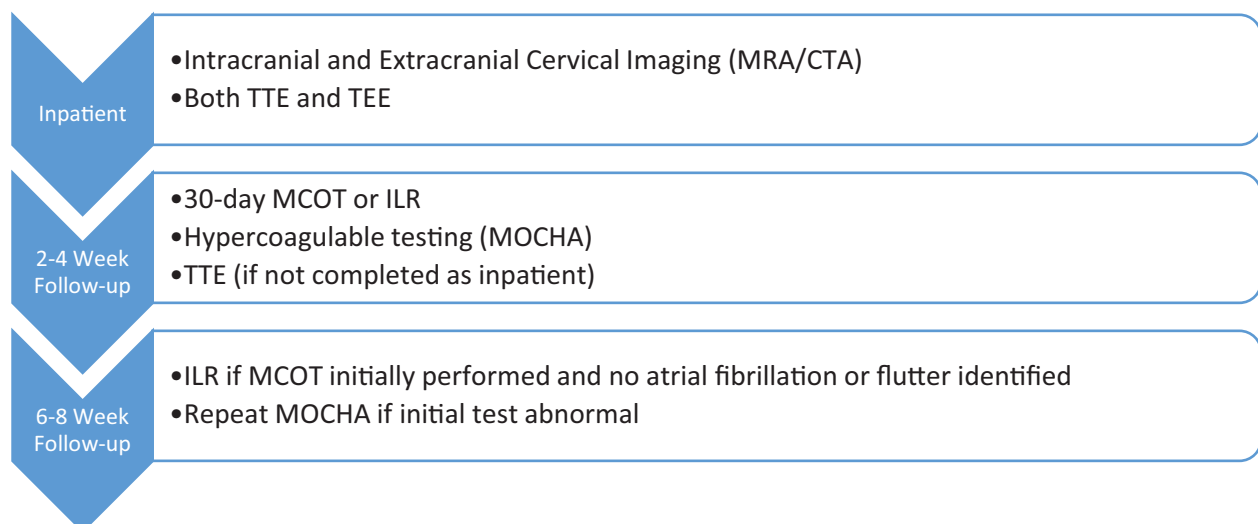 Inpatient
•Intracranial and Extracranial Cervical Imaging (MRA/CTA)
•Both TTE and TEE
2-4 Week
Follow-up
•30-day MCOT or ILR
•Hypercoagulable testing (MOCHA)
•TTE (if not completed as inpatient)
6-8 Week
Follow-up
•ILR if MCOT initially performed and no atrial fibrillation or flutter identified
•Repeat MOCHA if initial test abnormal